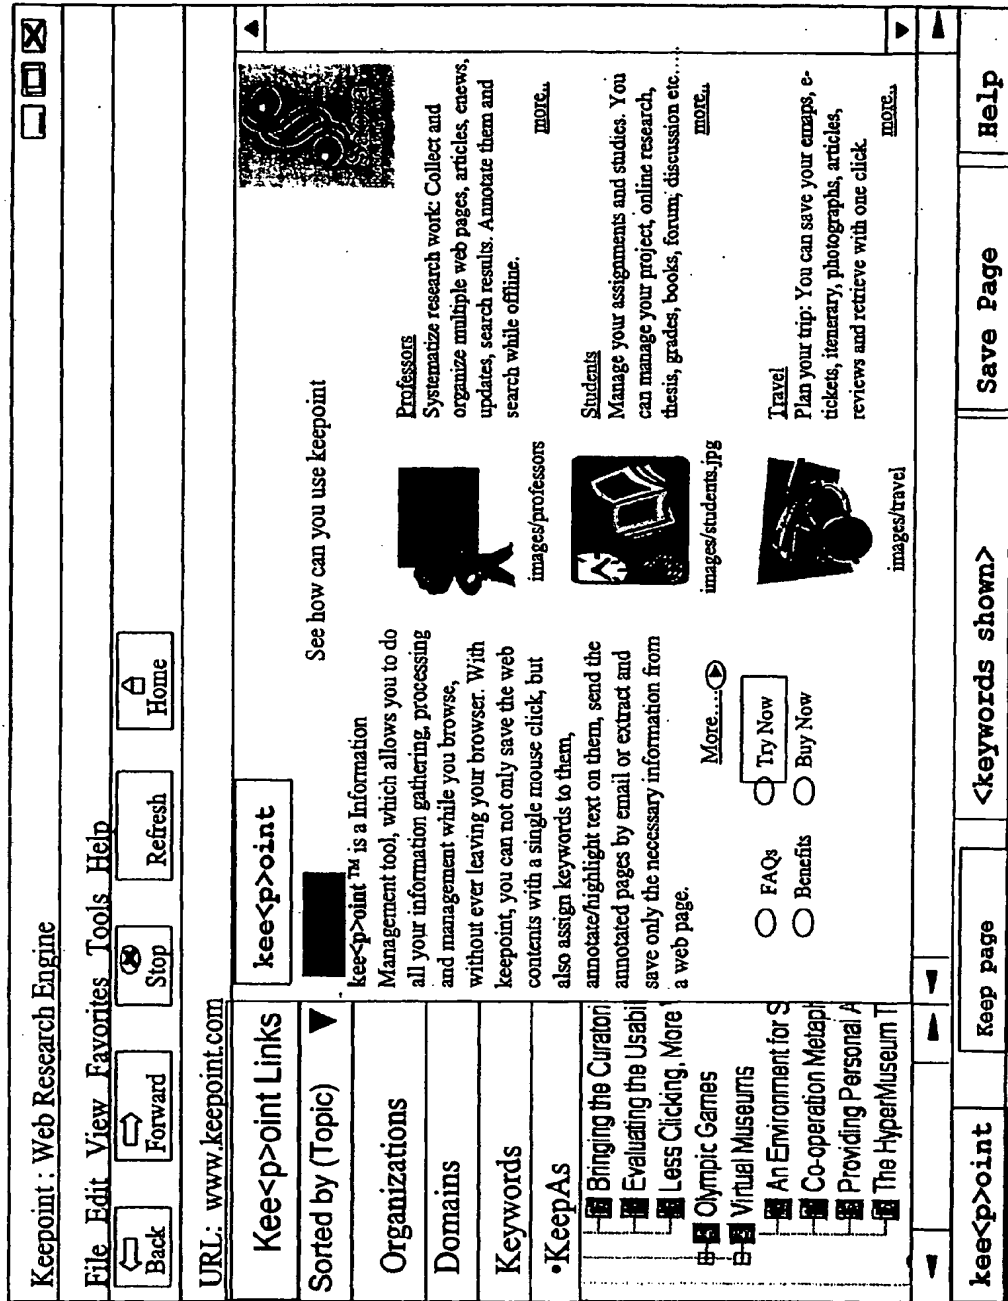 Keepoint : Web Research Engine
File Edit View Favorites Tools Help
Back
Forward
Stop
Refresh
Home
URL: www.keepoint.com
Kee<p>oint Links
Sorted by (Topic)
Organizations
Domains
Keywords
•KeepAs
Bringing the Curatori
Evaluating the Usabil
Less Clicking, More
Olympic Games
Virtual Museums
An Environment for S
Co-operation Metaph
Providing Personal A
The HyperMuseum T
kee<p>oint
kee<p>oint™ is a Information
Management tool, which allows you to do
all your information gathering, processing
and management while you browse,
without ever leaving your browser. With
keepoint, you can not only save the web
contents with a single mouse click, but
also assign keywords to them,
annotate/highlight text on them, send the
annotated pages by email or extract and
save only the necessary information from
a web page.
More....
FAQs
Try Now
Benefits
Buy Now
See how can you use keepoint
images/professors
Professors
Systematize research work: Collect and
organize multiple web pages, articles, enews,
updates, search results. Annotate them and
search while offline.
more..
images/students.jpg
Students
Manage your assignments and studies. You
can manage your project, online research,
thesis, grades, books, forum, discussion etc....
more..
images/travel
Travel
Plan your trip: You can save your emaps, e-
tickets, itenerary, photographs, articles,
reviews and retrieve with one click.
more..
kee<p>oint
Keep page
<keywords shown>
Save Page
Help